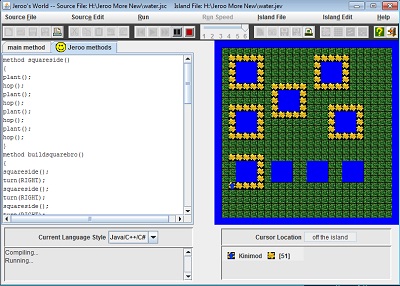 Jeroo's World -- Source File: H:\Jeroo More New\water.jsc Island File: H:\Jeroo More New\water.jev
Source File Source Edit Run Run Speed Island File Island Edit Help
1 2 3 4 5 6
main method Jeroo methods
method squareside()
{
plant();
hop();
plant();
hop();
plant();
hop();
plant();
hop();
}
method buildsquarebro()
{
squareside();
turn(RIGHT);
squareside();
turn(RIGHT);
squareside();
turn(RIGHT);
Current Language Style Java/C++/C#
Compiling...
Running...
Cursor Location off the island
Kinimod [51]